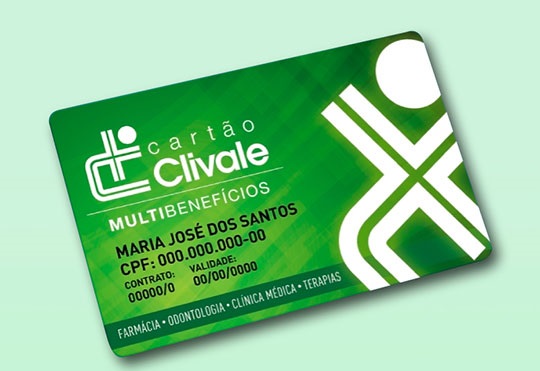 cartão
Clivale
MULTIBENEFÍCIOS
MARIA JOSÉ DOS SANTOS
CPF: 000.000.000-00
CONTRATO: VALIDADE:
00000/0 00/00/0000
FARMÁCIA • ODONTOLOGIA • CLÍNICA MÉDICA • TERAPIAS